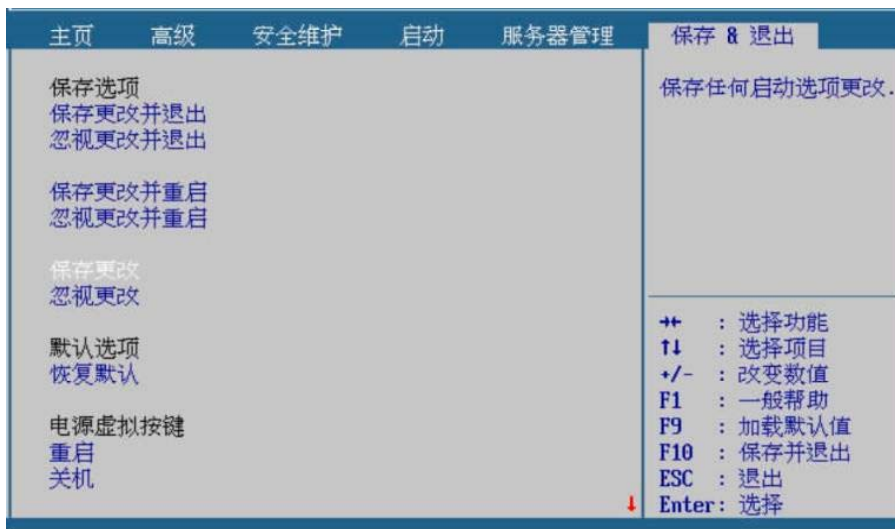 主页 高级 安全维护 启动 服务器管理 保存 & 退出
保存选项
保存更改并退出
忽视更改并退出
保存更改并重启
忽视更改并重启
保存更改
忽视更改
默认选项
恢复默认
电源虚拟按键
重启
关机
保存任何启动选项更改.
→← : 选择功能
↑↓ : 选择项目
+/- : 改变数值
F1 : 一般帮助
F9 : 加载默认值
F10 : 保存并退出
ESC : 退出
Enter: 选择